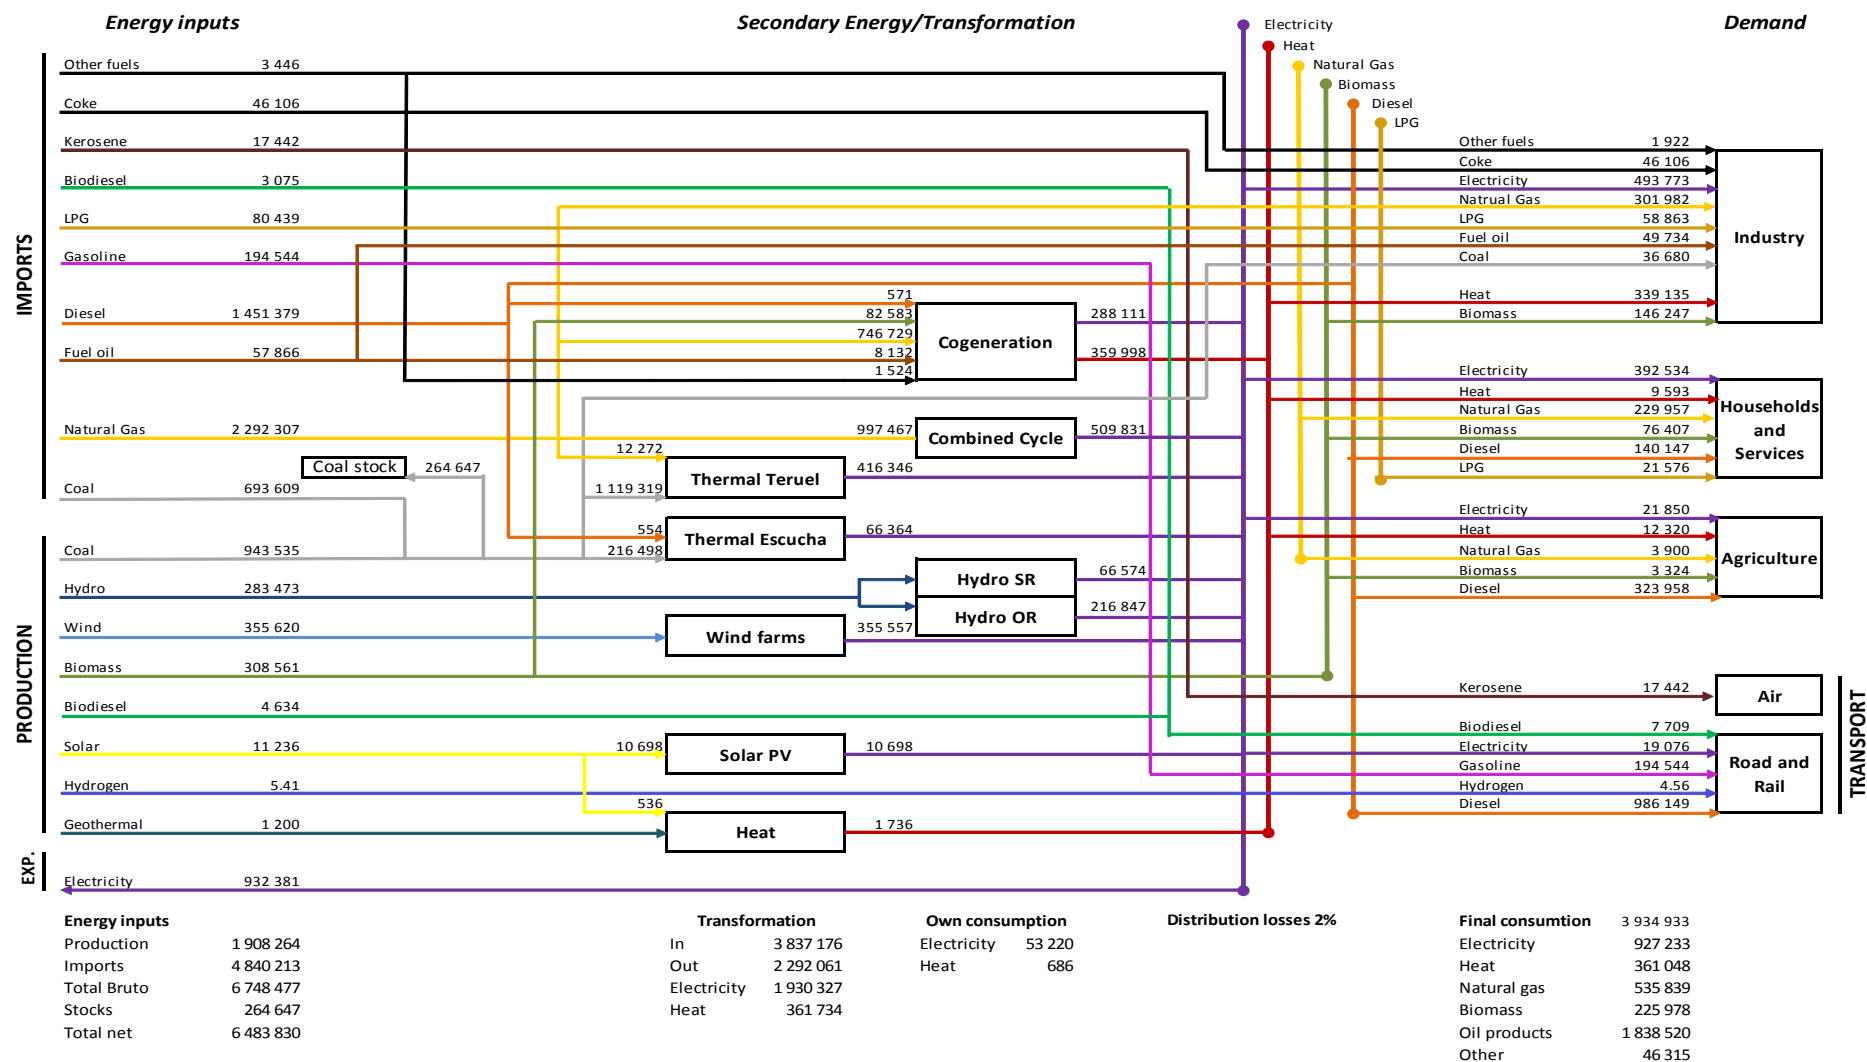 Energy inputs
Secondary Energy/Transformation
Demand
Electricity
Heat
Natural Gas
Biomass
Diesel
LPG
IMPORTS
Other fuels 3 446
Coke 46 106
Kerosene 17 442
Biodiesel 3 075
LPG 80 439
Gasoline 194 544
Diesel 1 451 379
Fuel oil 57 866
Natural Gas 2 292 307
Coal 693 609
PRODUCTION
Coal 943 535
Hydro 283 473
Wind 355 620
Biomass 308 561
Biodiesel 4 634
Solar 11 236
Hydrogen 5.41
Geothermal 1 200
EXP.
Electricity 932 381
Coal stock 264 647
571
82 583
746 729
8 132
1 524
Cogeneration
288 111
359 998
997 467
Combined Cycle
509 831
12 272
1 119 319
Thermal Teruel
416 346
554
216 498
Thermal Escucha
66 364
Hydro SR
66 574
Hydro OR
216 847
Wind farms
355 557
10 698
Solar PV
10 698
536
Heat
1 736
Other fuels 1 922
Coke 46 106
Electricity 493 773
Natrual Gas 301 982
LPG 58 863
Fuel oil 49 734
Coal 36 680
Heat 339 135
Biomass 146 247
Industry
Electricity 392 534
Heat 9 593
Natural Gas 229 957
Biomass 76 407
Diesel 140 147
LPG 21 576
Households
and
Services
Electricity 21 850
Heat 12 320
Natural Gas 3 900
Biomass 3 324
Diesel 323 958
Agriculture
Kerosene 17 442
Air
Biodiesel 7 709
Electricity 19 076
Gasoline 194 544
Hydrogen 4.56
Diesel 986 149
Road and
Rail
TRANSPORT
Energy inputs
Production 1 908 264
Imports 4 840 213
Total Bruto 6 748 477
Stocks 264 647
Total net 6 483 830
Transformation
In 3 837 176
Out 2 292 061
Electricity 1 930 327
Heat 361 734
Own consumption
Electricity 53 220
Heat 686
Distribution losses 2%
Final consumtion 3 934 933
Electricity 927 233
Heat 361 048
Natural gas 535 839
Biomass 225 978
Oil products 1 838 520
Other 46 315